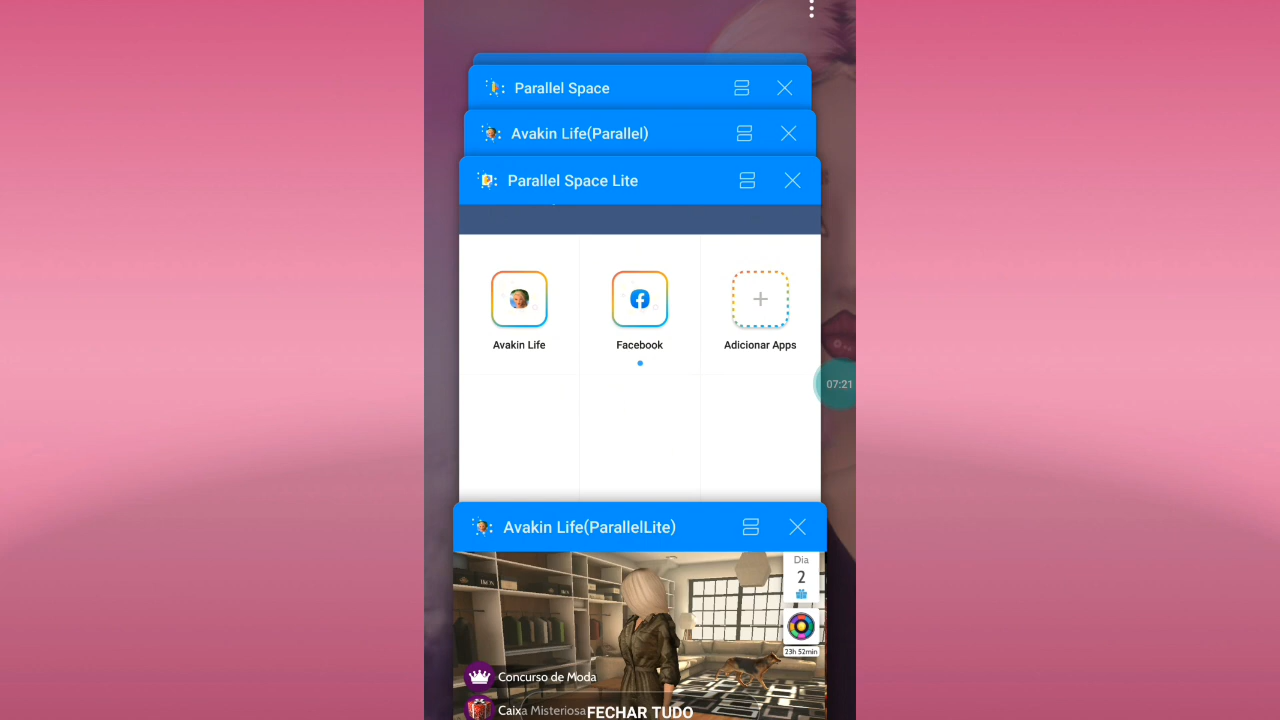 Parallel Space
Avakin Life(Parallel)
Parallel Space Lite
Avakin Life
Facebook
Adicionar Apps
07:21
Avakin Life(ParallelLite)
Dia
2
23h 52min
Concurso de Moda
Caixa Misteriosa
FECHAR TUDO